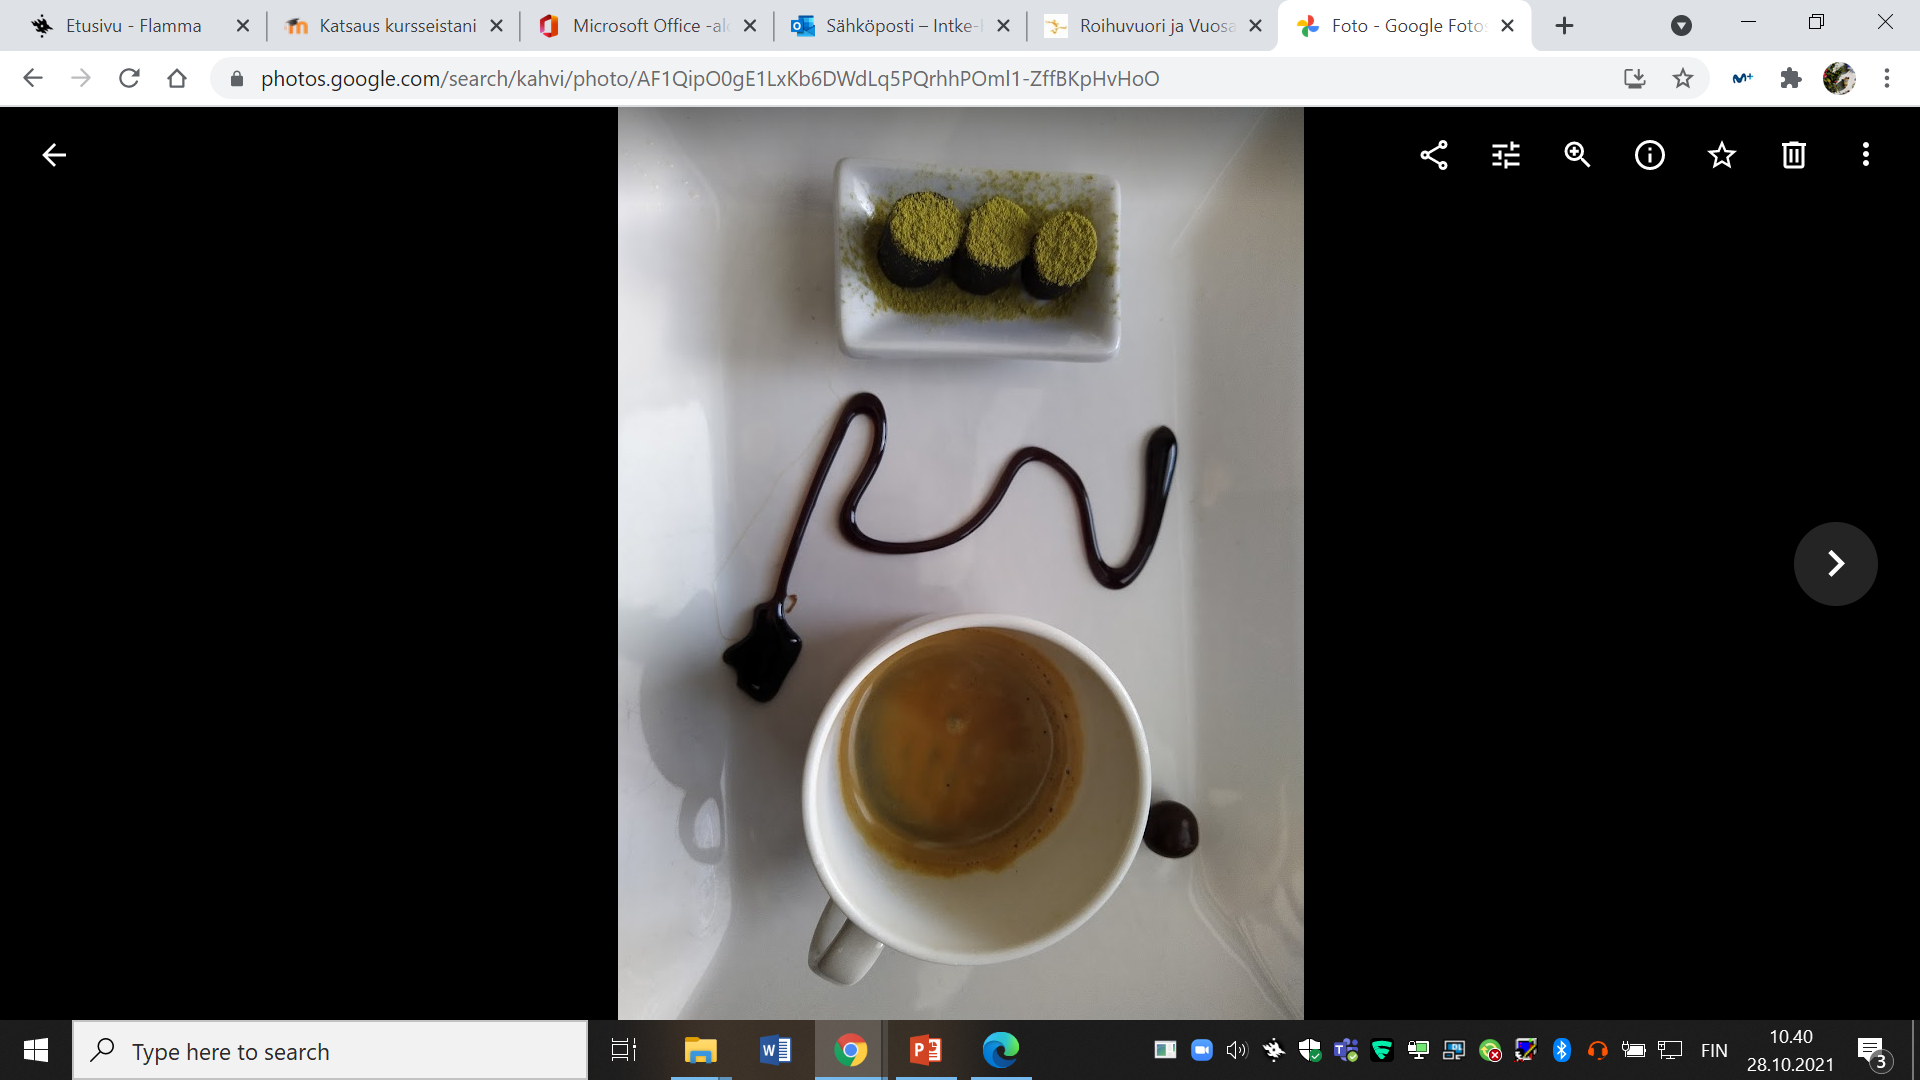 Etusivu - Flamma
Katsaus kursseistani
Microsoft Office -al
Sähköposti – Intke-
Roihuvuori ja Vuosa
Foto - Google Foto
photos.google.com/search/kahvi/photo/AF1QipO0gE1LxKb6DWdLq5PQrhhPOml1-ZffBKpHvHoO
Type here to search
FIN
10.40
28.10.2021
3